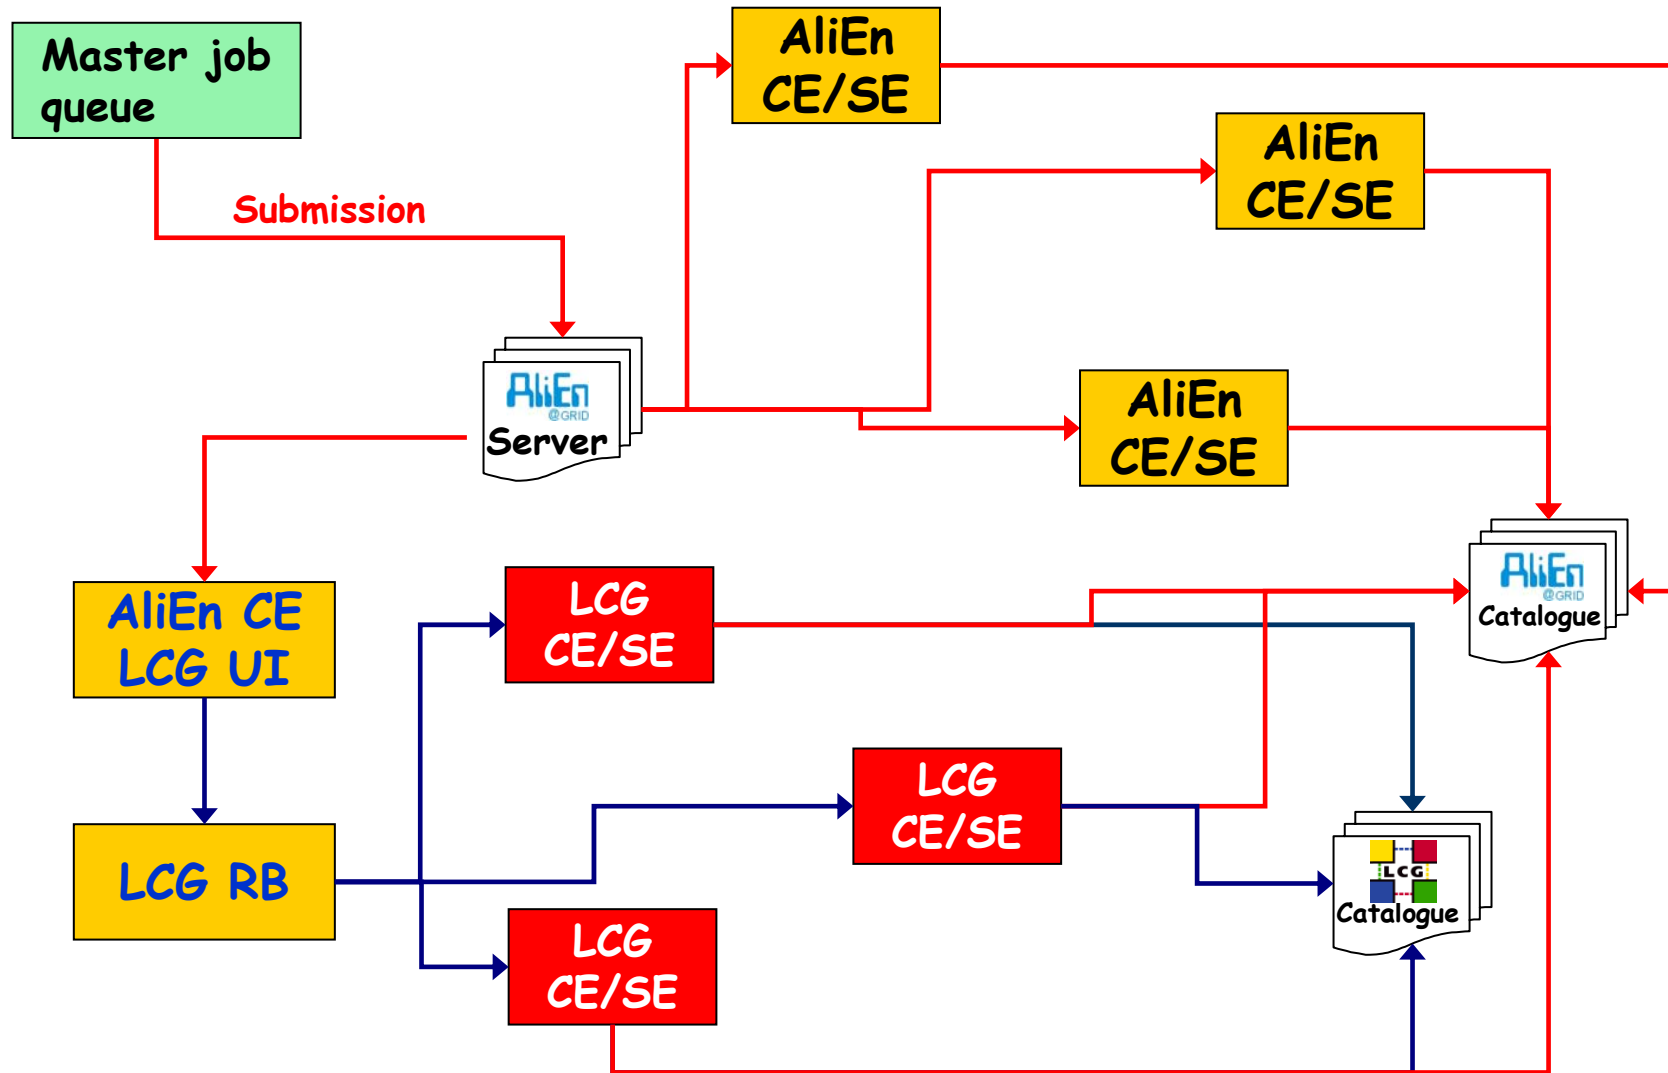 Master job
queue
AliEn
CE/SE
AliEn
CE/SE
Submission
AliEn
@GRID
Server
AliEn
CE/SE
AliEn
@GRID
Catalogue
AliEn CE
LCG UI
LCG
CE/SE
LCG
CE/SE
LCG RB
LCG
Catalogue
LCG
CE/SE